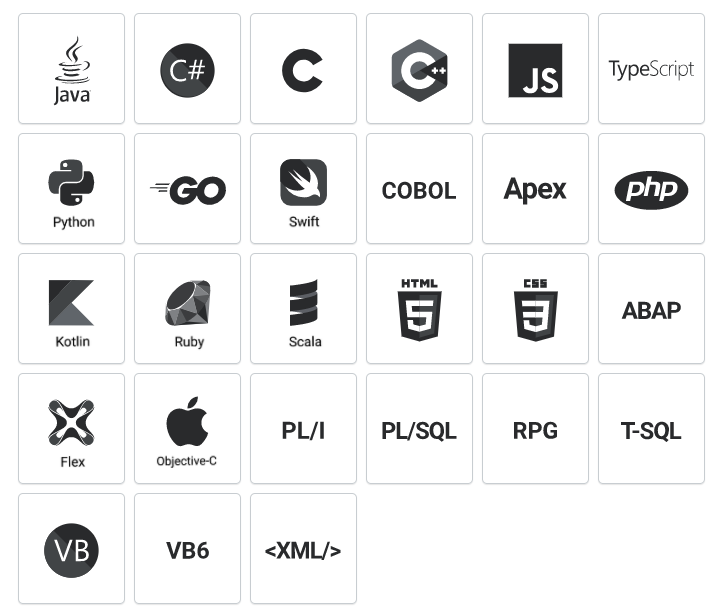 Java
C#
C
C++
JS
TypeScript
Python
GO
Swift
COBOL
Apex
php
Kotlin
Ruby
Scala
HTML
5
CSS
3
ABAP
Flex
Objective-C
PL/I
PL/SQL
RPG
T-SQL
VB
VB6
<XML/>